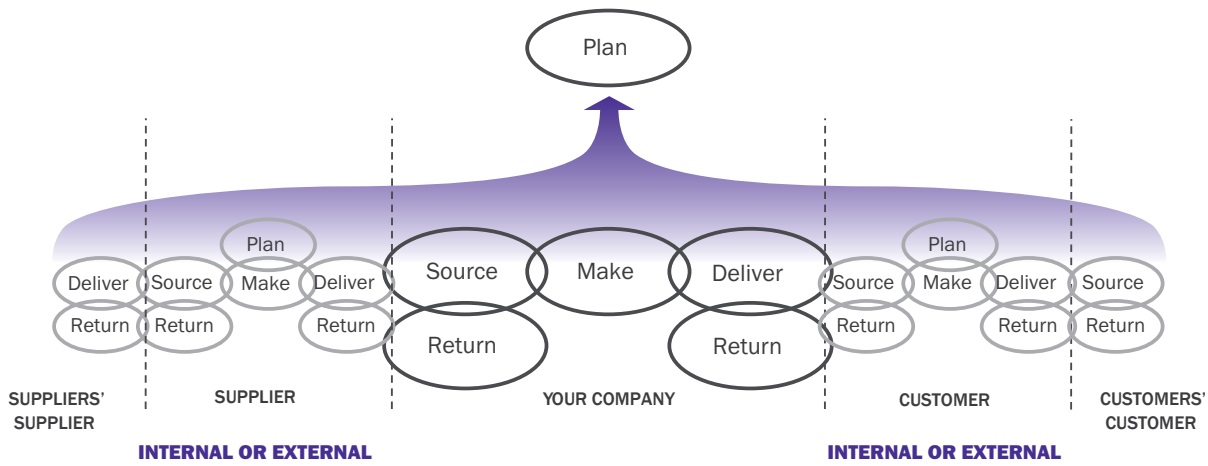 Plan
Plan
Plan
Source
Make
Deliver
Deliver
Source
Make
Deliver
Source
Make
Deliver
Source
Return
Return
Return
Return
Return
Return
Return
Return
SUPPLIERS'
SUPPLIER
SUPPLIER
YOUR COMPANY
CUSTOMER
CUSTOMERS'
CUSTOMER
INTERNAL OR EXTERNAL
INTERNAL OR EXTERNAL